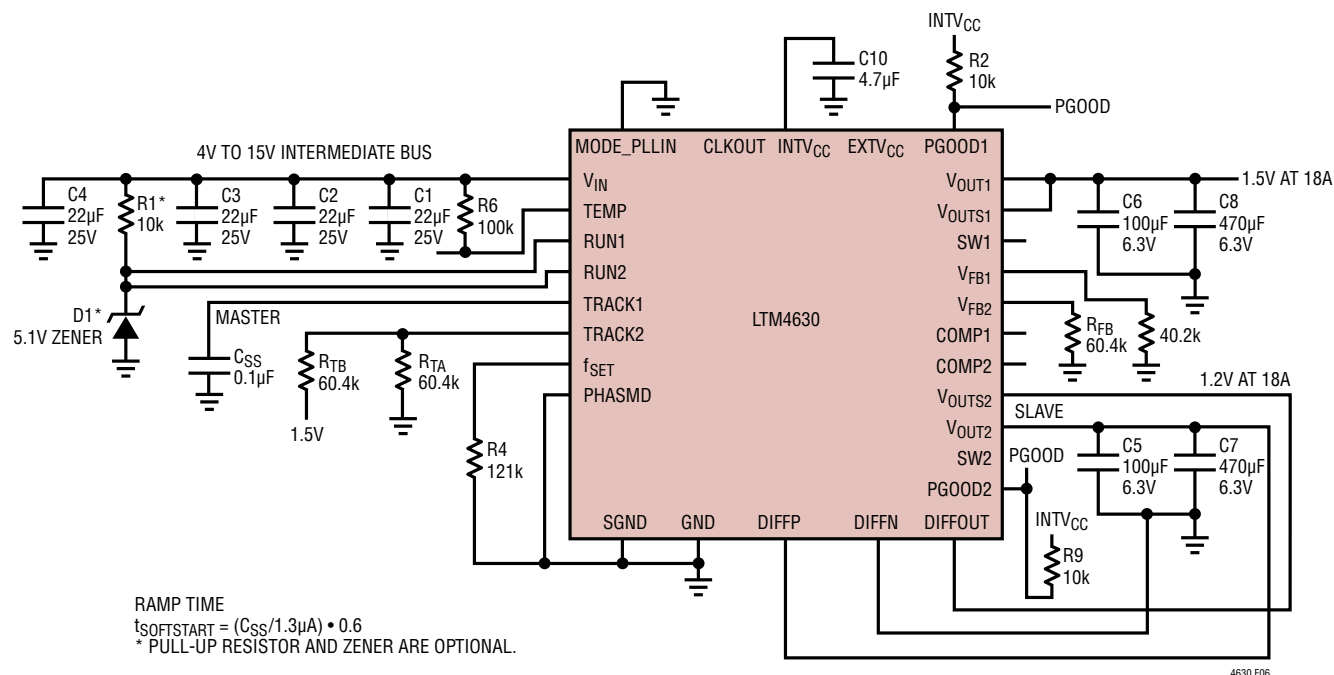 INTVCC
C10
4.7µF
R2
10k
PGOOD
4V TO 15V INTERMEDIATE BUS
MODE_PLLIN
CLKOUT
INTVCC
EXTVCC
PGOOD1
C4
22µF
25V
R1*
10k
C3
22µF
25V
C2
22µF
25V
C1
22µF
25V
R6
100k
VIN
TEMP
RUN1
RUN2
TRACK1
TRACK2
fSET
PHASMD
LTM4630
VOUT1
VOUTS1
SW1
VFB1
VFB2
COMP1
COMP2
VOUTS2
VOUT2
SW2
PGOOD2
SGND
GND
DIFFP
DIFFN
DIFFOUT
1.5V AT 18A
C6
100µF
6.3V
C8
470µF
6.3V
D1*
5.1V ZENER
MASTER
CSS
0.1µF
RTB
60.4k
1.5V
RTA
60.4k
R4
121k
RFB
60.4k
40.2k
1.2V AT 18A
SLAVE
C5
100µF
6.3V
C7
470µF
6.3V
PGOOD
INTVCC
R9
10k
RAMP TIME
tSOFTSTART = (CSS/1.3µA) • 0.6
* PULL-UP RESISTOR AND ZENER ARE OPTIONAL.
4630 F06